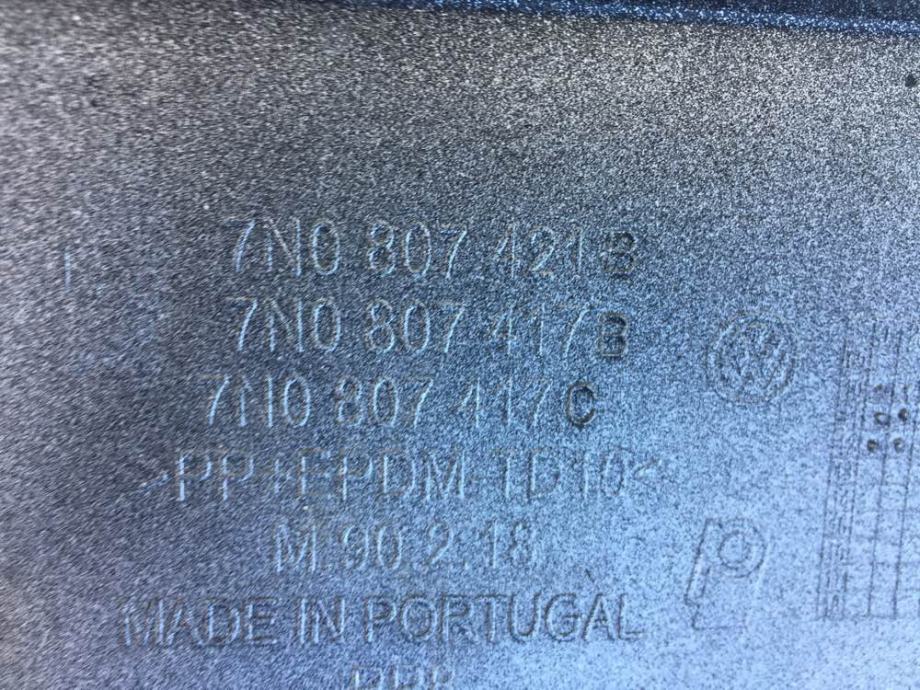 7N0 807 421 B
7N0 807 417 B
7N0 807 417 C
>PP+EPDM-TD10<
M 90.2.18
MADE IN PORTUGAL